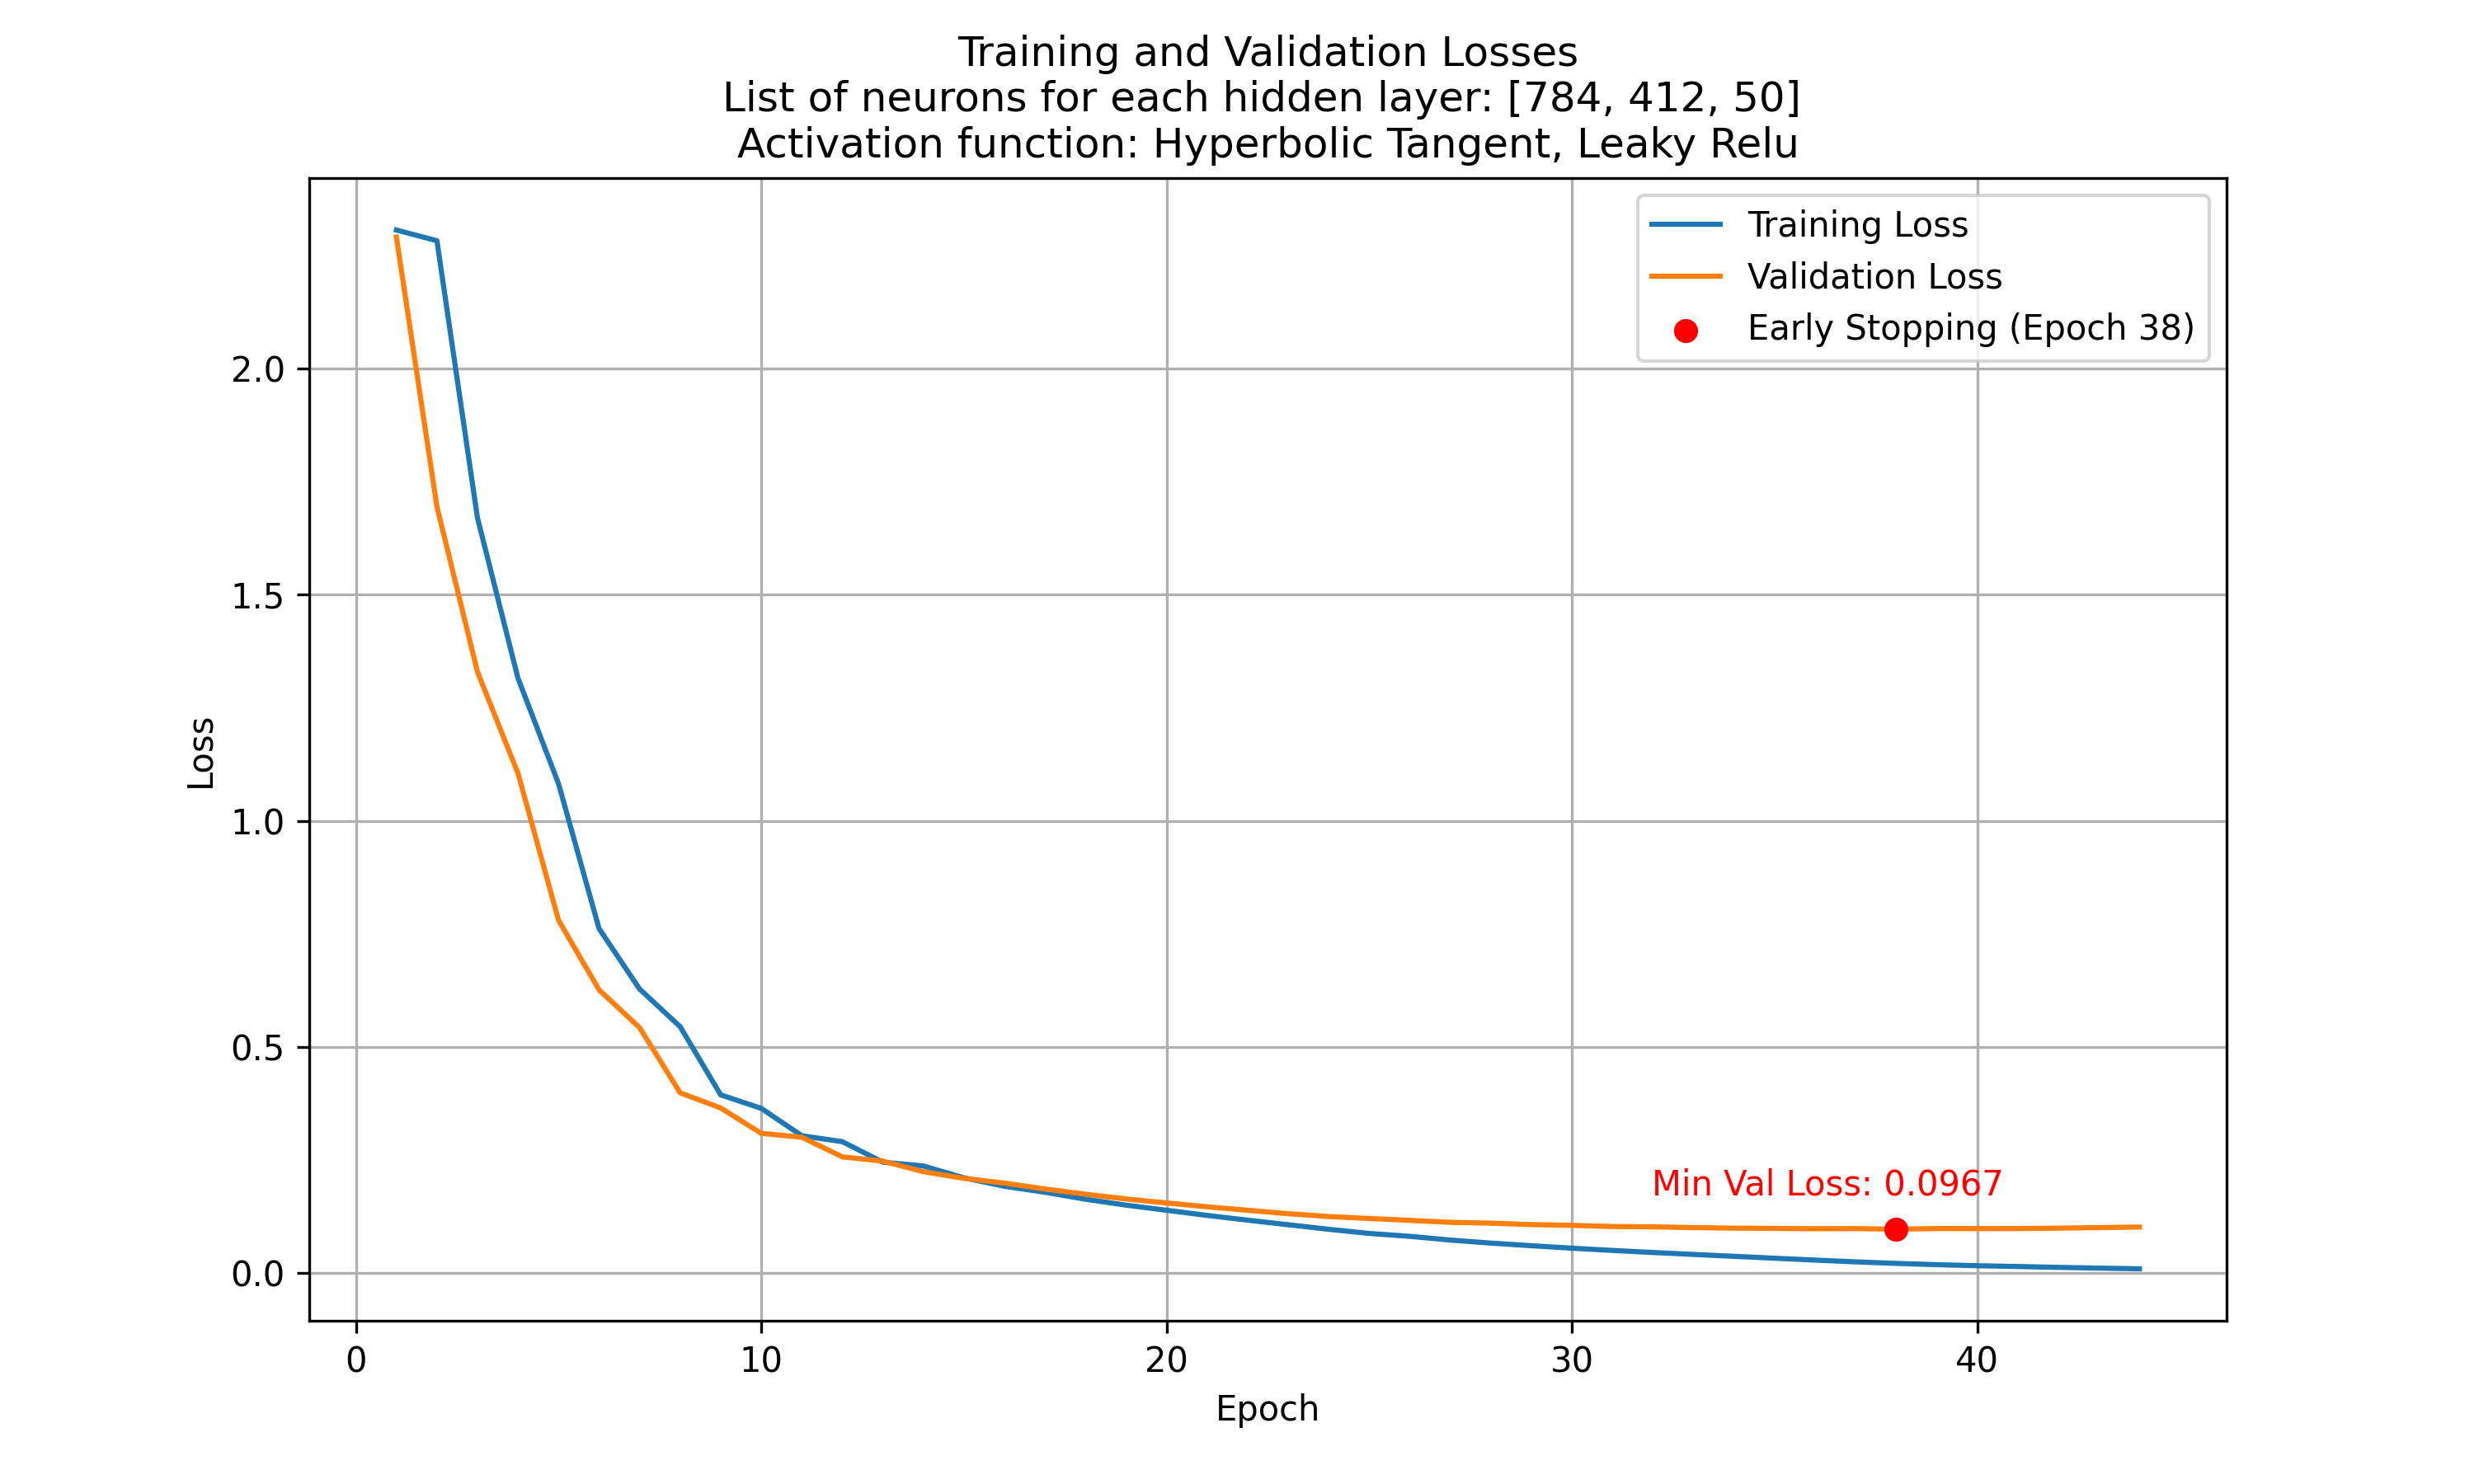 Training and Validation Losses
List of neurons for each hidden layer: [784, 412, 50]
Activation function: Hyperbolic Tangent, Leaky Relu
Training Loss
Validation Loss
Early Stopping (Epoch 38)
2.0
1.5
1.0
0.5
0.0
Loss
Min Val Loss: 0.0967
0
10
20
30
40
Epoch